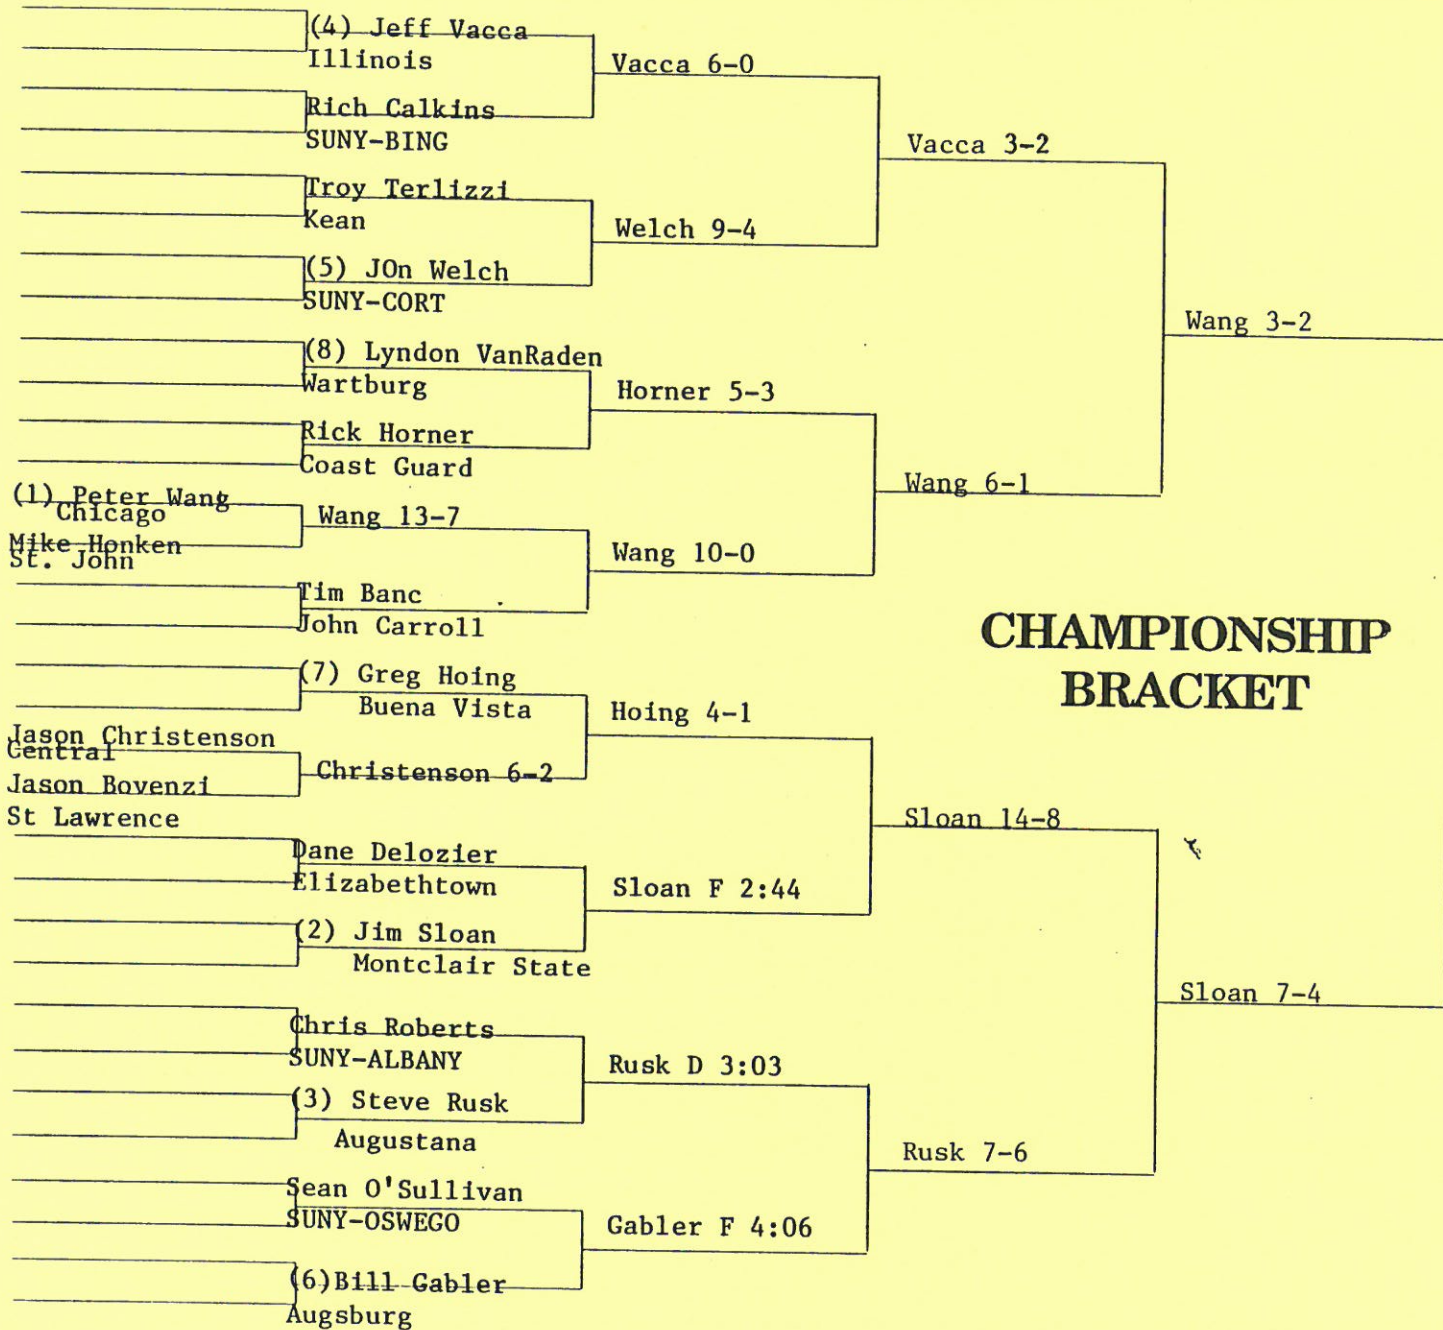 (4) Jeff Vacca
Illinois
Vacca 6-0
Rich Calkins
SUNY-BING
Vacca 3-2
Troy Terlizzi
Kean
Welch 9-4
(5) JOn Welch
SUNY-CORT
Wang 3-2
(8) Lyndon VanRaden
Wartburg
Horner 5-3
Rick Horner
Coast Guard
Wang 6-1
(1) Peter Wang
Chicago
Wang 13-7
Mike Honken
St. John
Wang 10-0
Tim Banc
John Carroll
CHAMPIONSHIP
BRACKET
(7) Greg Hoing
Buena Vista
Hoing 4-1
Jason Christenson
Central
Christenson 6-2
Jason Bovenzi
St Lawrence
Sloan 14-8
Dane Delozier
Elizabethtown
Sloan F 2:44
(2) Jim Sloan
Montclair State
Sloan 7-4
Chris Roberts
SUNY-ALBANY
Rusk D 3:03
(3) Steve Rusk
Augustana
Rusk 7-6
Sean O'Sullivan
SUNY-OSWEGO
Gabler F 4:06
(6)Bill Gabler
Augsburg